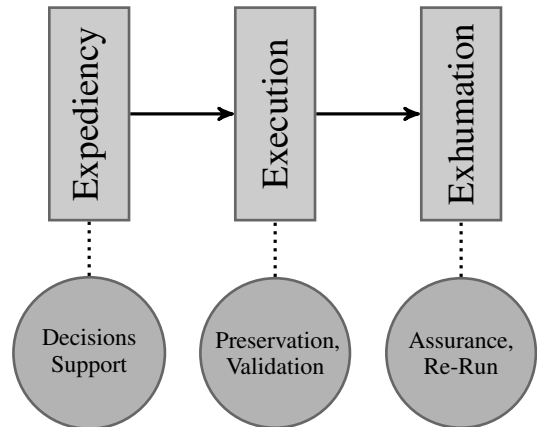 Expediency
Execution
Exhumation
Decisions
Support
Preservation,
Validation
Assurance,
Re-Run